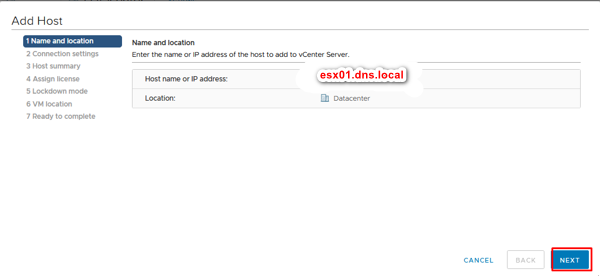 Add Host
1 Name and location
2 Connection settings
3 Host summary
4 Assign license
5 Lockdown mode
6 VM location
7 Ready to complete
Name and location
Enter the name or IP address of the host to add to vCenter Server.
Host name or IP address: esx01.dns.local
Location: Datacenter
CANCEL BACK NEXT